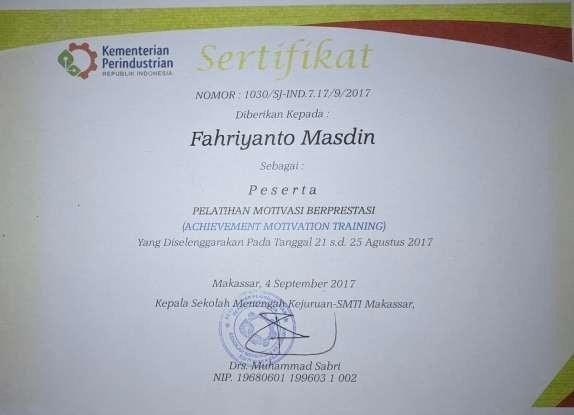 Kementerian
Perindustrian
REPUBLIK INDONESIA
Sertifikat
NOMOR : 1030/SJ-IND.7.17/9/2017
Diberikan Kepada :
Fahriyanto Masdin
Sebagai :
Peserta
PELATIHAN MOTIVASI BERPRESTASI
(ACHIEVEMENT MOTIVATION TRAINING)
Yang Diselenggarakan Pada Tanggal 21 s.d. 25 Agustus 2017
Makassar, 4 September 2017
Kepala Sekolah Menengah Kejuruan-SMTI Makassar,
Drs. Muhammad Sabri
NIP. 19680601 199603 1 002